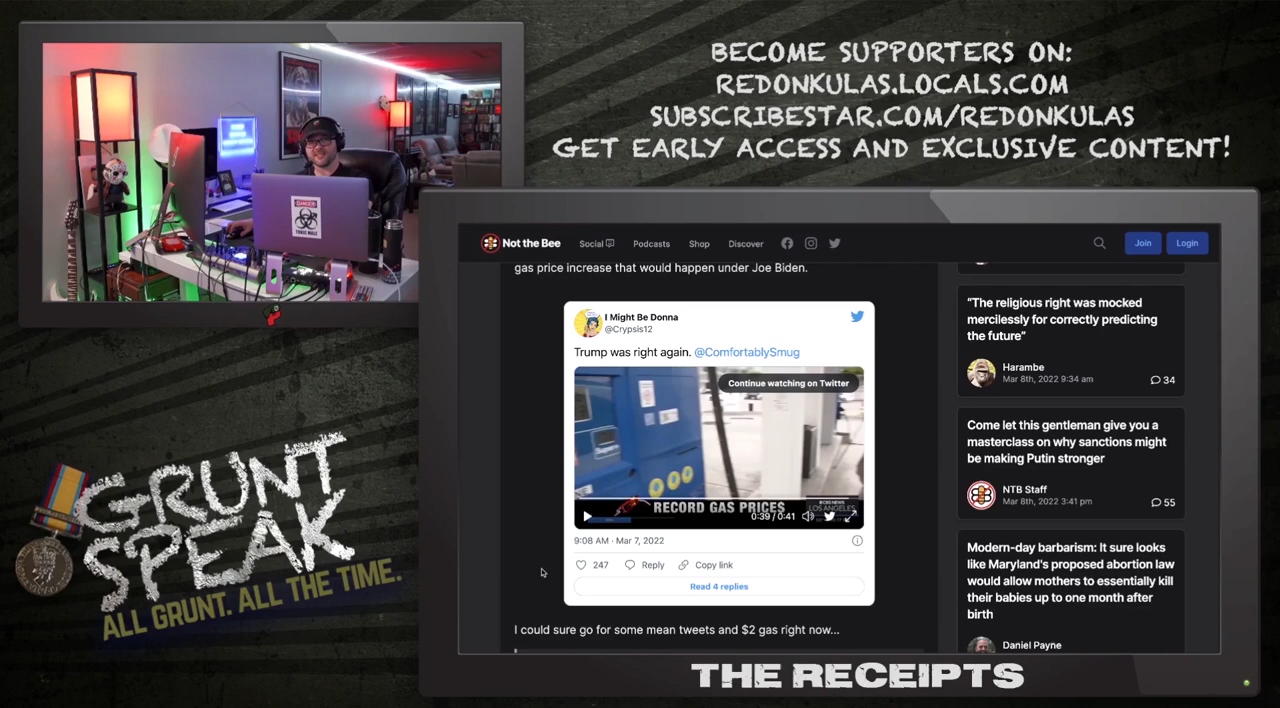 BECOME SUPPORTERS ON:
REDONKULAS.LOCALS.COM
SUBSCRIBESTAR.COM/REDONKULAS
GET EARLY ACCESS AND EXCLUSIVE CONTENT!
DANGER
TOXIC MALE
Not the Bee
Social
Podcasts
Shop
Discover
Join
Login
gas price increase that would happen under Joe Biden.
I Might Be Donna
@Crypsis12
Trump was right again. @ComfortablySmug
Continue watching on Twitter
RECORD GAS PRICES
CBS NEWS
LOS ANGELES
0:39 / 0:41
9:08 AM · Mar 7, 2022
247
Reply
Copy link
Read 4 replies
I could sure go for some mean tweets and $2 gas right now...
“The religious right was mocked
mercilessly for correctly predicting
the future”
Harambe
Mar 8th, 2022 9:34 am
34
Come let this gentleman give you a
masterclass on why sanctions might
be making Putin stronger
NTB Staff
Mar 8th, 2022 3:41 pm
55
Modern-day barbarism: It sure looks
like Maryland's proposed abortion law
would allow mothers to essentially kill
their babies up to one month after
birth
Daniel Payne
GRUNT
SPEAK
ALL GRUNT. ALL THE TIME.
THE RECEIPTS